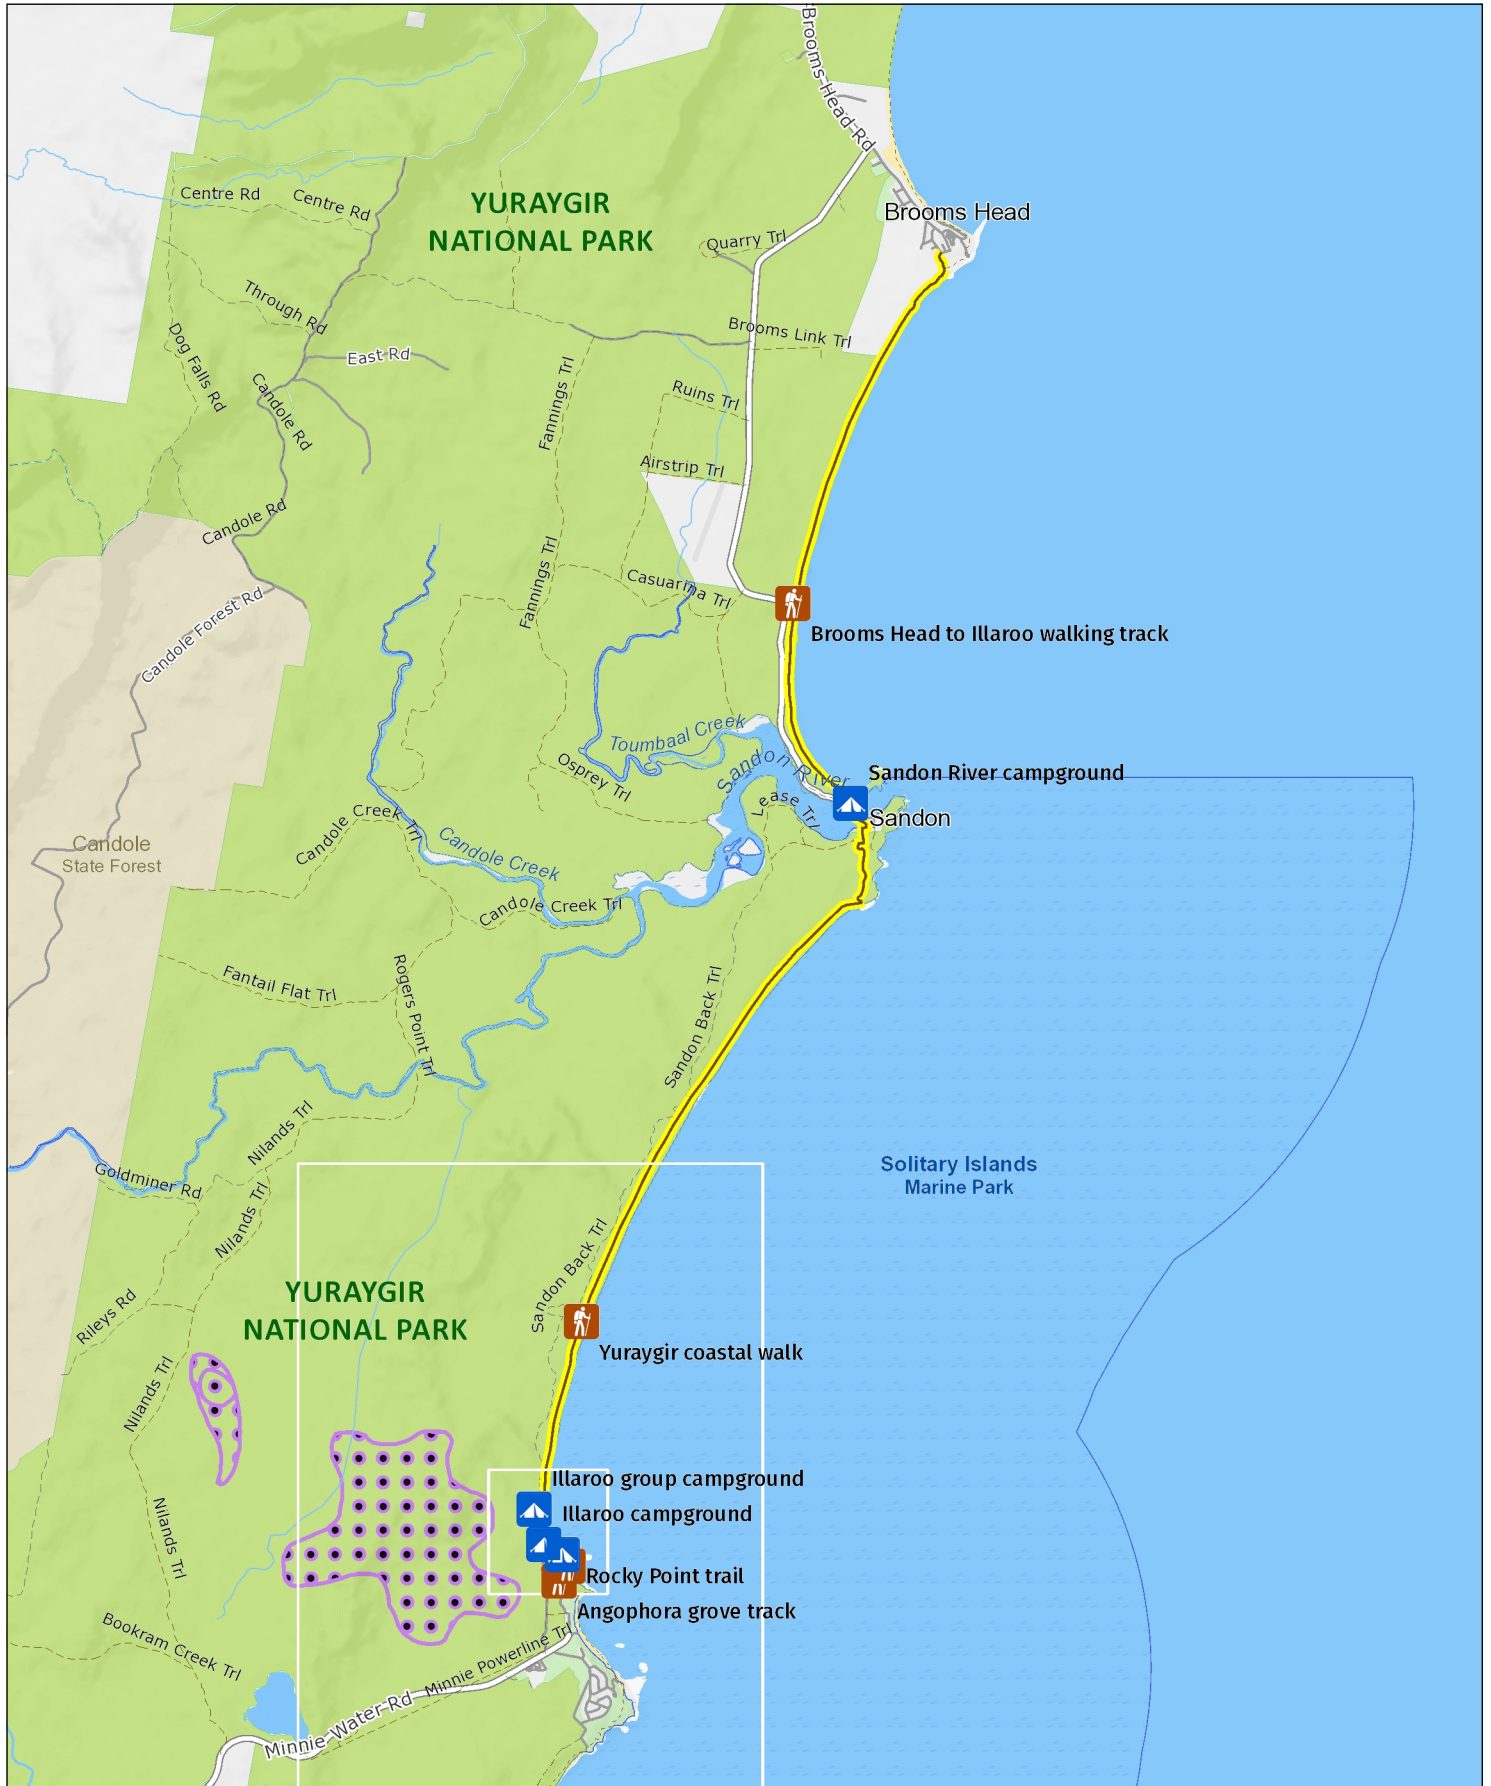 Brooms Head Rd
Centre Rd
Centre Rd
YURAYGIR
NATIONAL PARK
Brooms Head
Quarry Trl
Through Rd
Brooms Link Trl
Dog Falls Rd
East Rd
Candole Rd
Fannings Trl
Ruins Trl
Airstrip Trl
Candole Rd
Fannings Trl
Casuarina Trl
Candole Forest Rd
Brooms Head to Illaroo walking track
Toumbaal Creek
Sandon River
Osprey Trl
Sandon River campground
Lease Trl
Sandon
Candole Creek Trl
Candole
State Forest
Candole Creek
Candole Creek Trl
Fantail Flat Trl
Rogers Point Trl
Sandon Back Trl
Nilands Trl
Goldminer Rd
Solitary Islands
Marine Park
Nilands Trl
Sandon Back Trl
YURAYGIR
NATIONAL PARK
Rileys Rd
Yuraygir coastal walk
Nilands Trl
Illaroo group campground
Illaroo campground
Nilands Trl
Rocky Point trail
Angophora grove track
Bookram Creek Trl
Minnie Powerline Trl
Minnie Water Rd